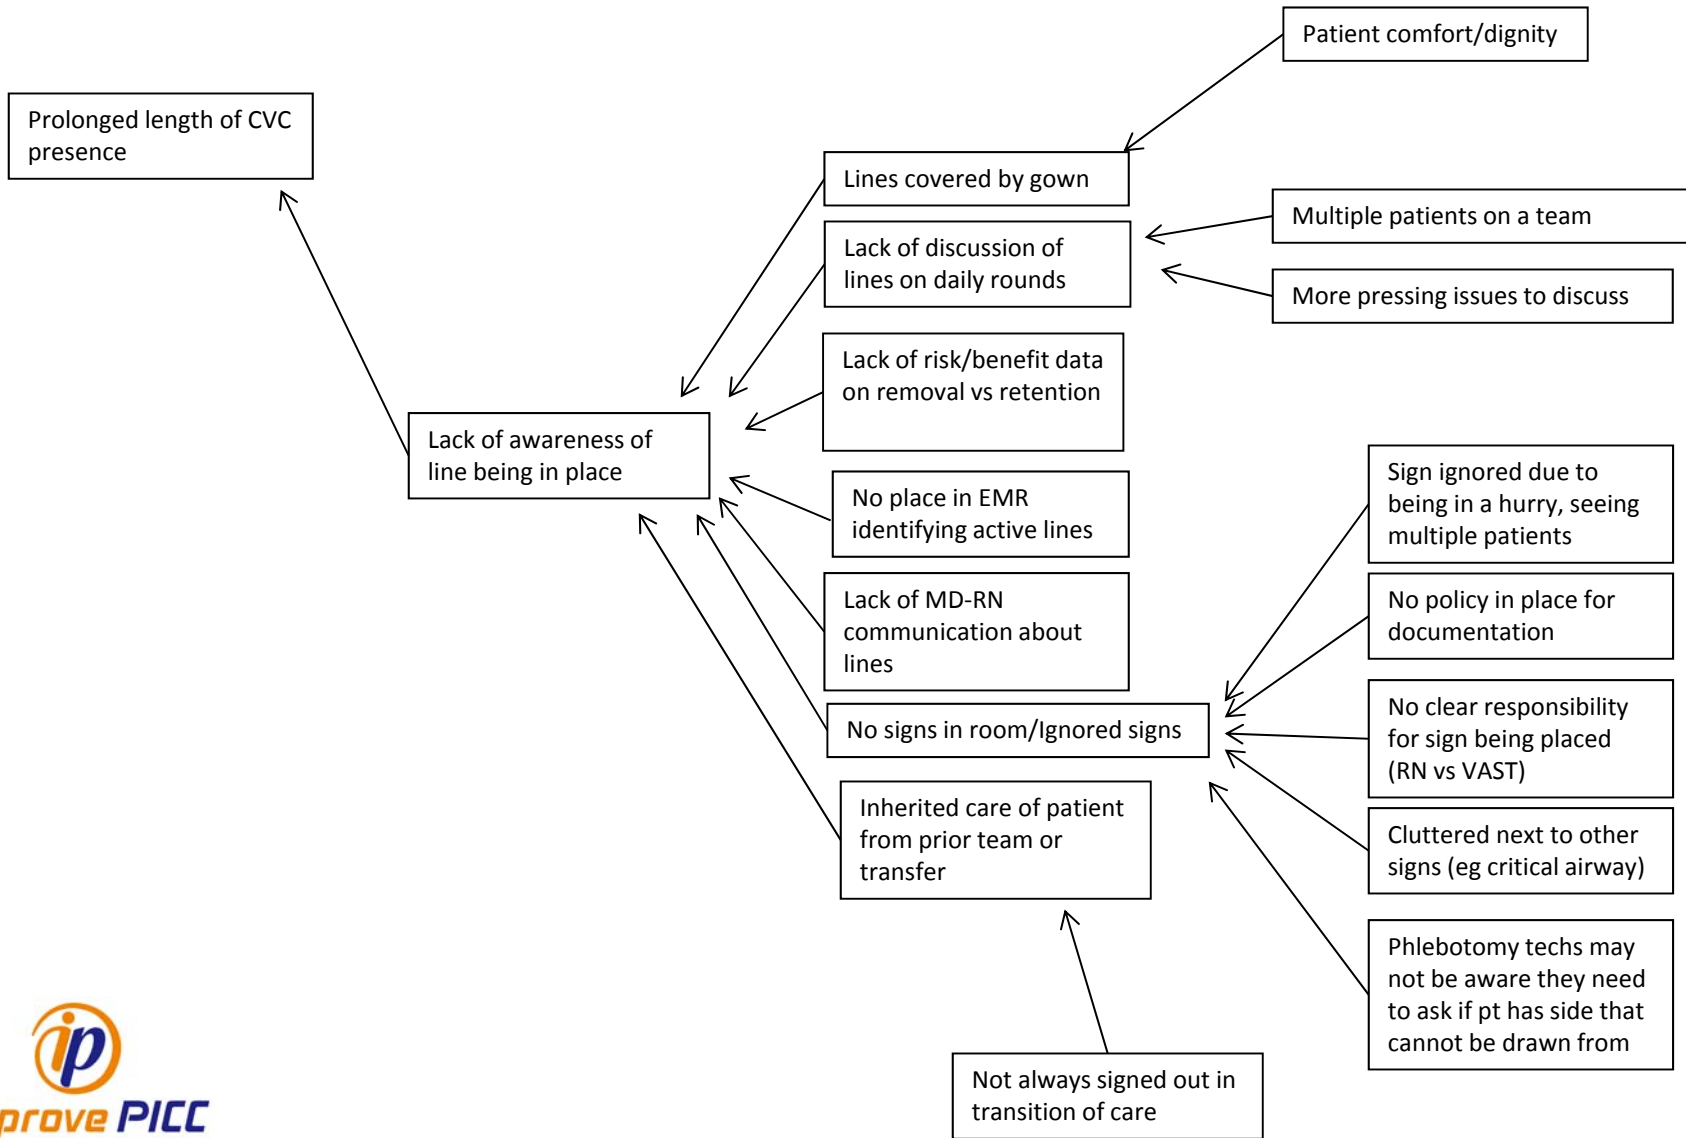 Patient comfort/dignity
Prolonged length of CVC
presence
Lines covered by gown
Multiple patients on a team
Lack of discussion of
lines on daily rounds
More pressing issues to discuss
Lack of risk/benefit data
on removal vs retention
Lack of awareness of
line being in place
No place in EMR
identifying active lines
Sign ignored due to
being in a hurry, seeing
multiple patients
Lack of MD-RN
communication about
lines
No policy in place for
documentation
No signs in room/Ignored signs
No clear responsibility
for sign being placed
(RN vs VAST)
Inherited care of patient
from prior team or
transfer
Cluttered next to other
signs (eg critical airway)
Phlebotomy techs may
not be aware they need
to ask if pt has side that
cannot be drawn from
Not always signed out in
transition of care
ip
prove PICC